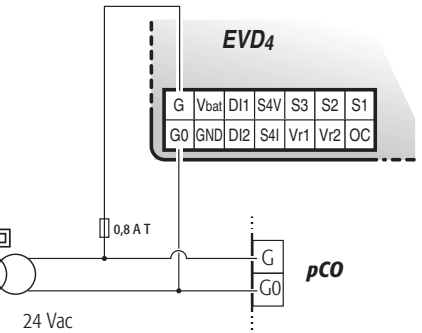 EVD4
G Vbat DI1 S4V S3 S2 S1
G0 GND DI2 S4I Vr1 Vr2 OC
0,8 A T
G
pCO
G0
24 Vac